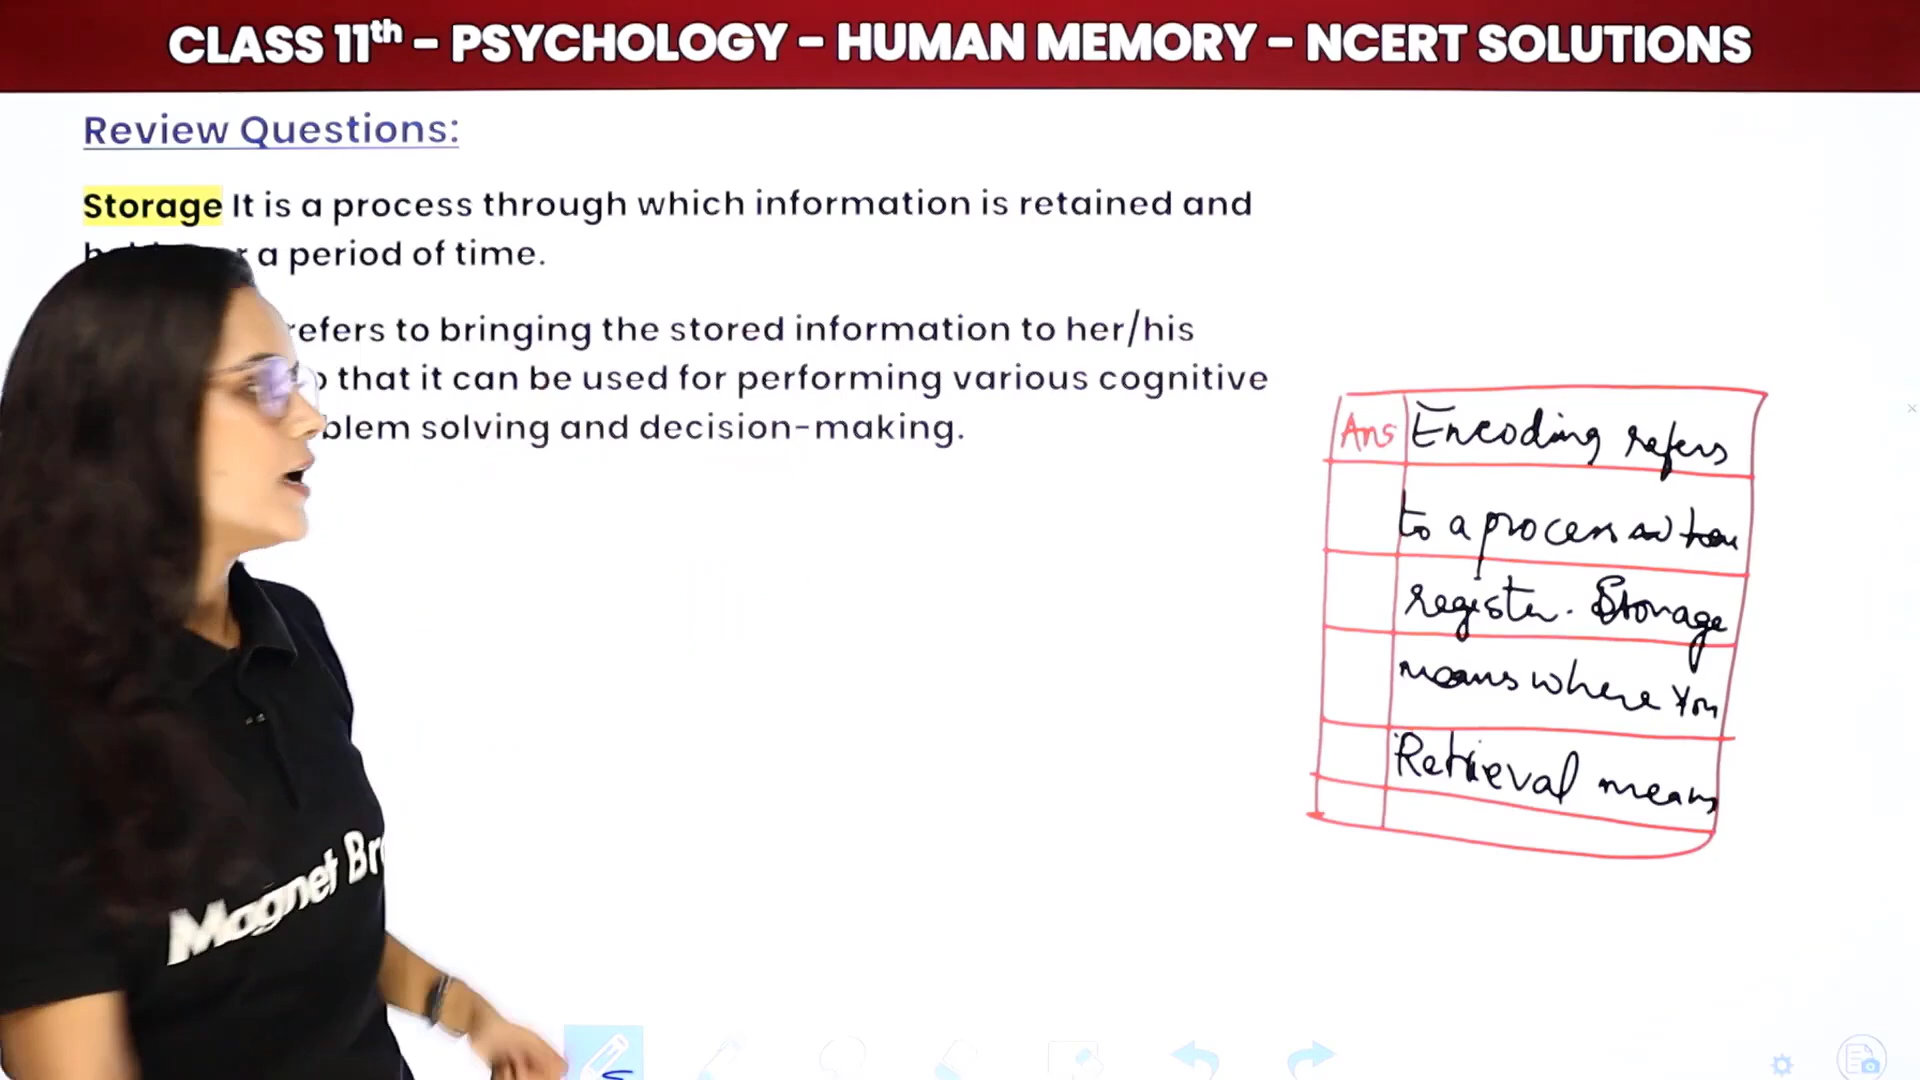 CLASS 11th – PSYCHOLOGY – HUMAN MEMORY – NCERT SOLUTIONS
Review Questions:
Storage It is a process through which information is retained and
a period of time.
refers to bringing the stored information to her/his
that it can be used for performing various cognitive
solving and decision-making.
Ans Encoding refers
to a process
register. Storage
means where You
Retrieval means
Magnet